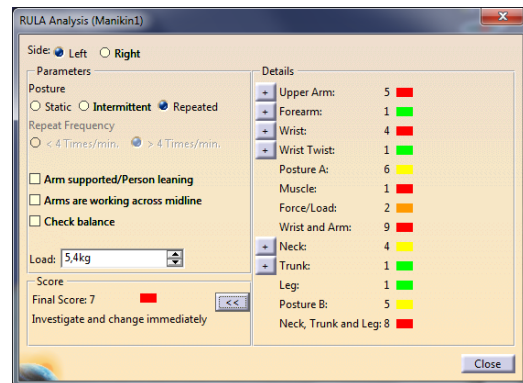 RULA Analysis (Manikin1)
Side: Left Right
Parameters
Posture
Static Intermittent Repeated
Repeat Frequency
< 4 Times/min. > 4 Times/min.
Arm supported/Person leaning
Arms are working across midline
Check balance
Load: 5,4kg
Score
Final Score: 7
<<
Investigate and change immediately
Details
+ Upper Arm: 5
+ Forearm: 1
+ Wrist: 4
+ Wrist Twist: 1
Posture A: 6
Muscle: 1
Force/Load: 2
Wrist and Arm: 9
+ Neck: 4
+ Trunk: 1
Leg: 1
Posture B: 5
Neck, Trunk and Leg: 8
Close